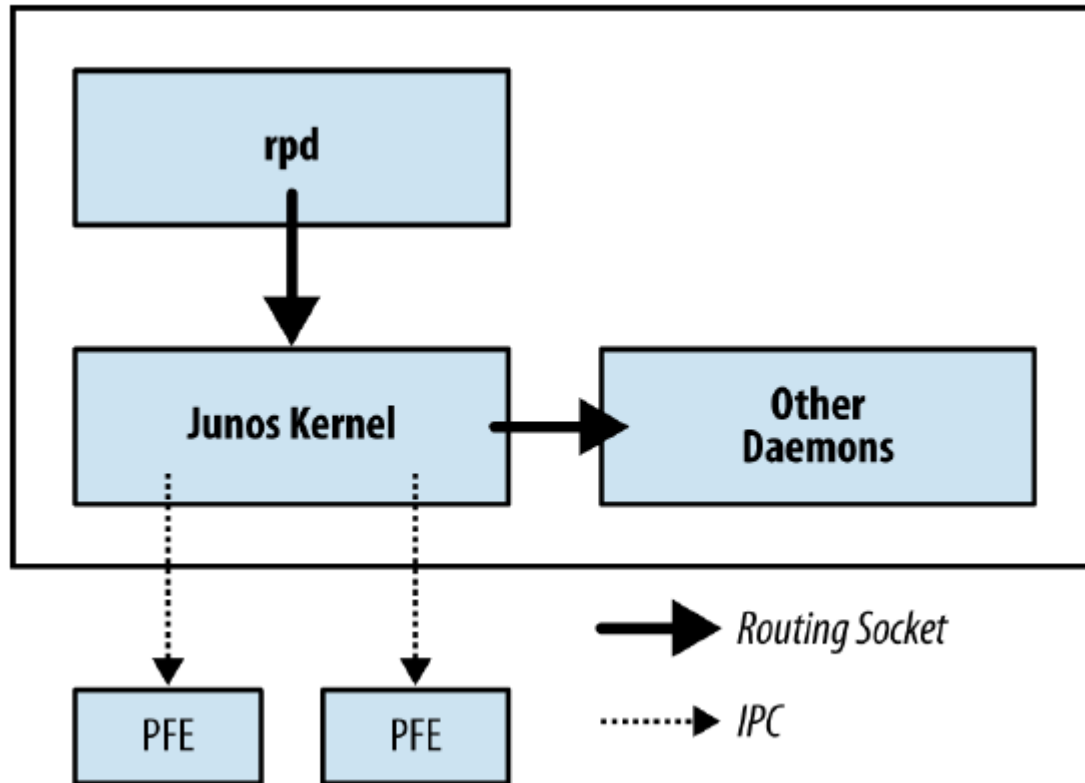 rpd
Junos Kernel
Other
Daemons
Routing Socket
IPC
PFE
PFE